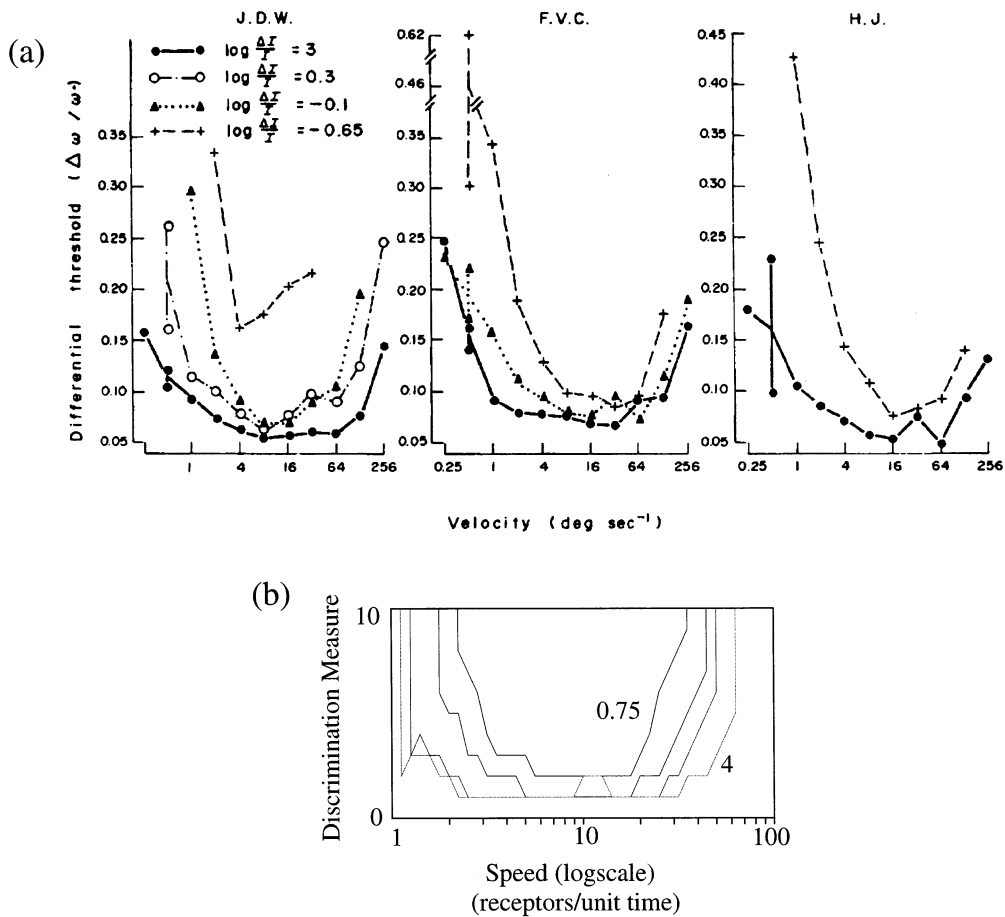 (a)
J.D.W.
F.V.C.
H.J.
log ΔI/I = 3
log ΔI/I = 0.3
log ΔI/I = -0.1
log ΔI/I = -0.65
Differential threshold (Δω/ω°)
0.35
0.30
0.25
0.20
0.15
0.10
0.05
1 4 16 64 256
0.62
0.46
0.35
0.30
0.25
0.20
0.15
0.10
0.05
0.25 1 4 16 64 256
0.45
0.40
0.35
0.30
0.25
0.20
0.15
0.10
0.05
0.25 1 4 16 64 256
Velocity (deg sec⁻¹)
(b)
Discrimination Measure
10
0
0.75
4
1 10 100
Speed (logscale)
(receptors/unit time)